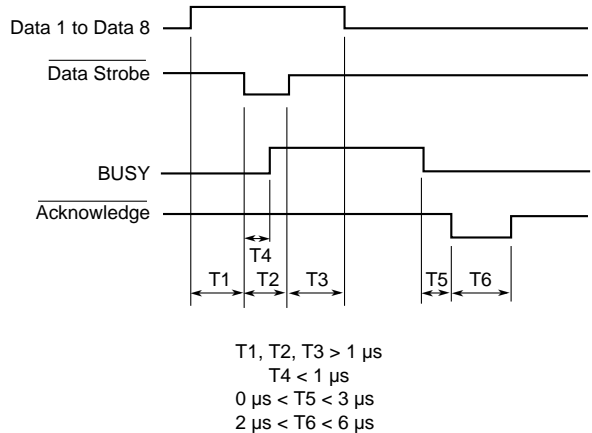 Data 1 to Data 8
Data Strobe
BUSY
Acknowledge
T4
T1 T2 T3 T5 T6
T1, T2, T3 > 1 µs
T4 < 1 µs
0 µs < T5 < 3 µs
2 µs < T6 < 6 µs